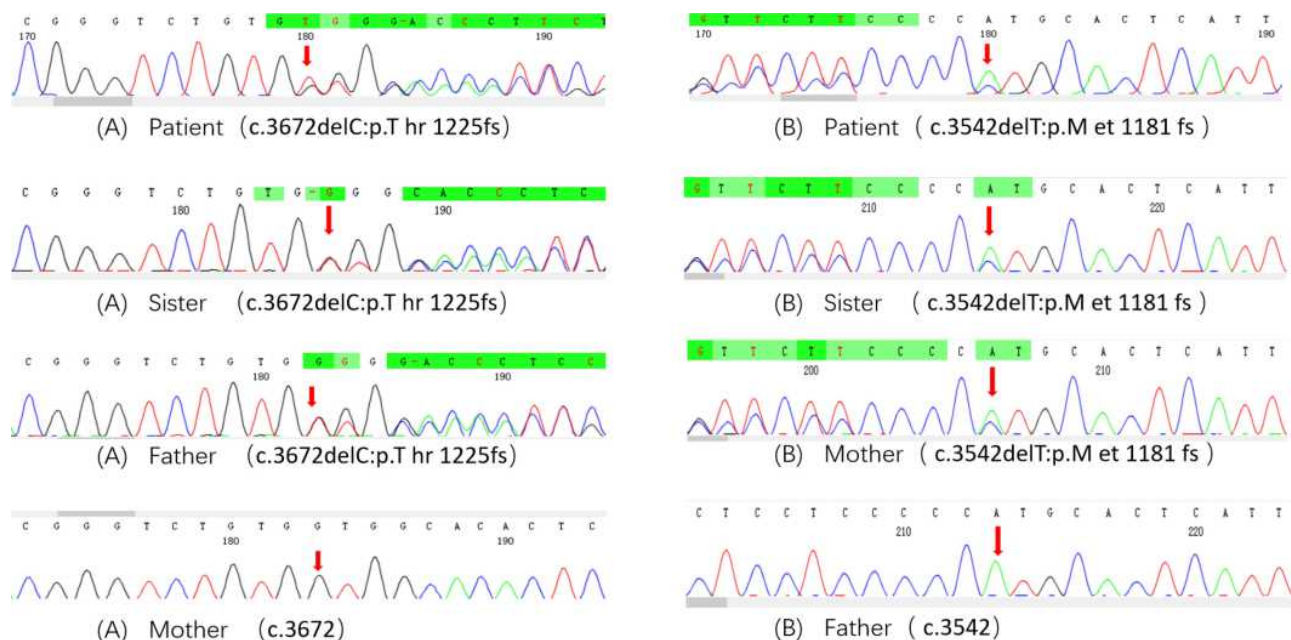 C G G G T C T G T G T G G G - A C C C T T C T
170 180 190
(A) Patient (c.3672delC:p.T hr 1225fs)
C G G G T C T G T G - G G G C A C C C T C
180 190
(A) Sister (c.3672delC:p.T hr 1225fs)
C G G G T C T G T G G G G G - A C C C T C C
180 190
(A) Father (c.3672delC:p.T hr 1225fs)
C G G G T C T G T G G T G G C A C A C T C
180 190
(A) Mother (c.3672)
G T T C T T C C C C A T G C A C T C A T T
170 180 190
(B) Patient ( c.3542delT:p.M et 1181 fs )
G T T C T T C C C C A T G C A C T C A T T
210 220
(B) Sister ( c.3542delT:p.M et 1181 fs )
G T T C T T C C C C A T G C A C T C A T T
200 210
(B) Mother ( c.3542delT:p.M et 1181 fs )
C T C C T C C C C C A T G C A C T C A T T
210 220
(B) Father ( c.3542)